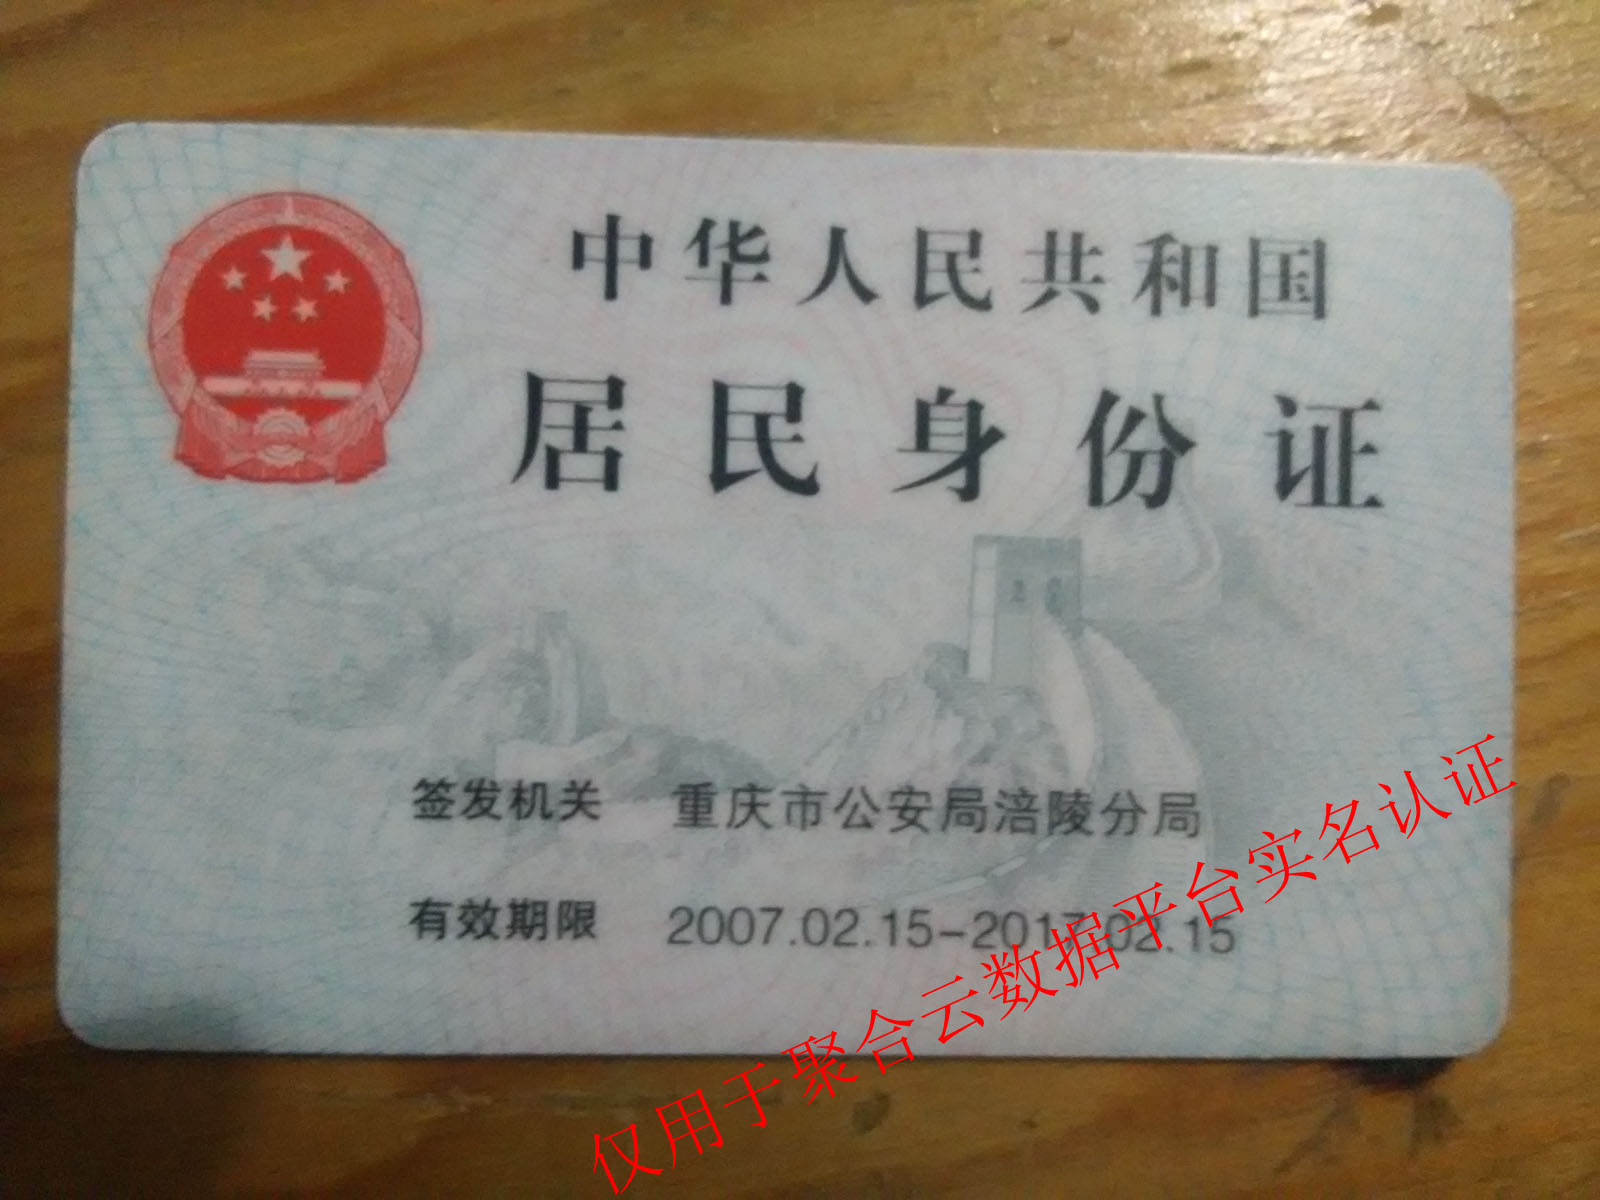 中华人民共和国
居民身份证
签发机关 重庆市公安局涪陵分局
有效期限 2007.02.15-2017.02.15
仅用于聚合云数据平台实名认证